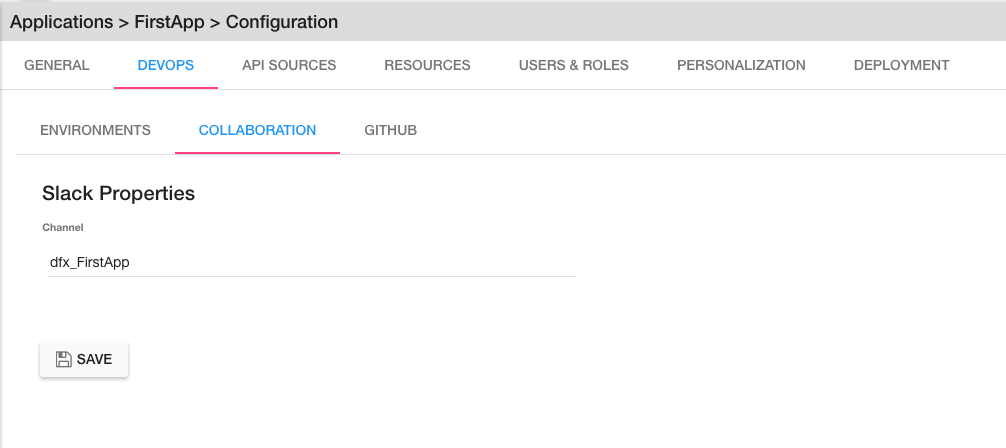 Applications > FirstApp > Configuration
GENERAL DEVOPS API SOURCES RESOURCES USERS & ROLES PERSONALIZATION DEPLOYMENT
ENVIRONMENTS COLLABORATION GITHUB
Slack Properties
Channel
dfx_FirstApp
SAVE